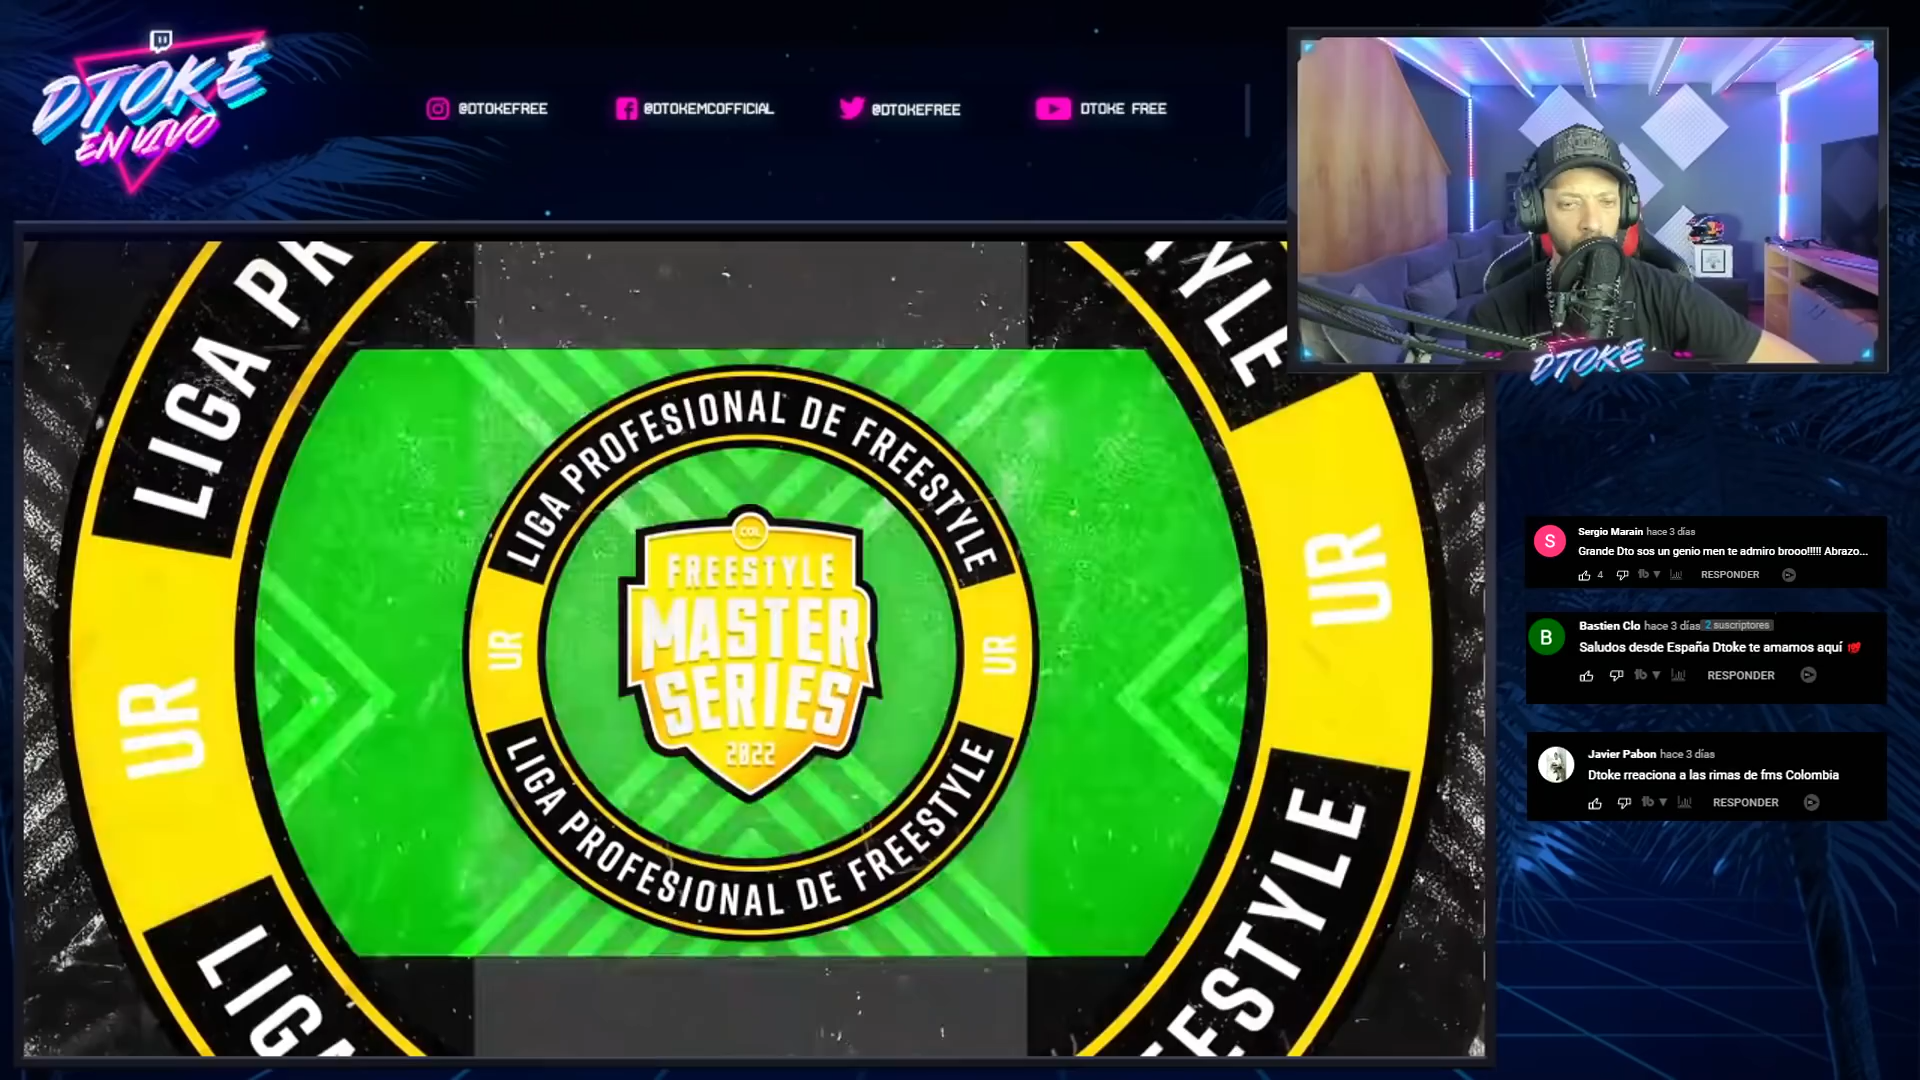 DTOKE
EN VIVO
@DTOKEFREE
@DTOKEMCOFFICIAL
@DTOKEFREE
DTOKE FREE
DTOKE
LIGA PR
TYLE
UR
UR
LIGA
ESTYLE
LIGA PROFESIONAL DE FREESTYLE
UR
UR
COL
FREESTYLE
MASTER
SERIES
2022
LIGA PROFESIONAL DE FREESTYLE
S
Sergio Marain hace 3 días
Grande Dto sos un genio men te admiro brooo!!!!! Abrazo...
4 RESPONDER
B
Bastien Clo hace 3 días 2 suscriptores
Saludos desde España Dtoke te amamos aquí 💯
RESPONDER
Javier Pabon hace 3 días
Dtoke rreaciona a las rimas de fms Colombia
RESPONDER